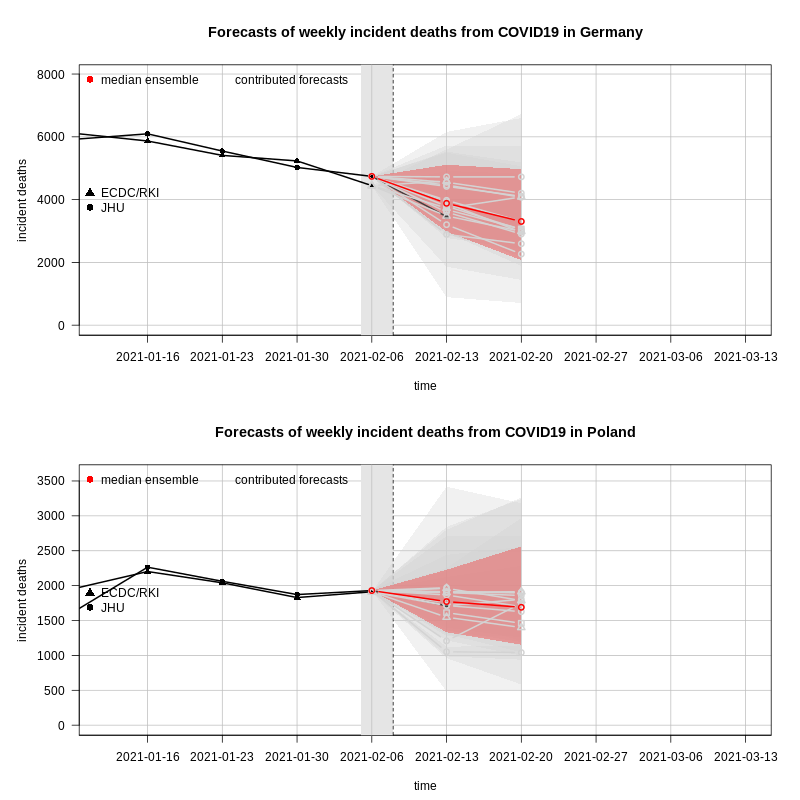 Forecasts of weekly incident deaths from COVID19 in Germany
incident deaths
8000
6000
4000
2000
0
median ensemble contributed forecasts
ECDC/RKI
JHU
2021-01-16 2021-01-23 2021-01-30 2021-02-06 2021-02-13 2021-02-20 2021-02-27 2021-03-06 2021-03-13
time
Forecasts of weekly incident deaths from COVID19 in Poland
incident deaths
3500
3000
2500
2000
1500
1000
500
0
median ensemble contributed forecasts
ECDC/RKI
JHU
2021-01-16 2021-01-23 2021-01-30 2021-02-06 2021-02-13 2021-02-20 2021-02-27 2021-03-06 2021-03-13
time